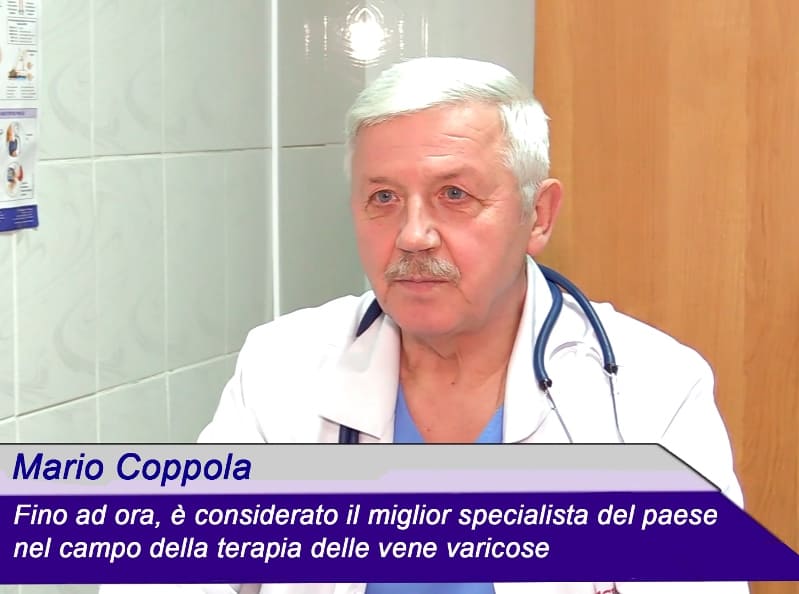 Mario Coppola
Fino ad ora, è considerato il miglior specialista del paese
nel campo della terapia delle vene varicose